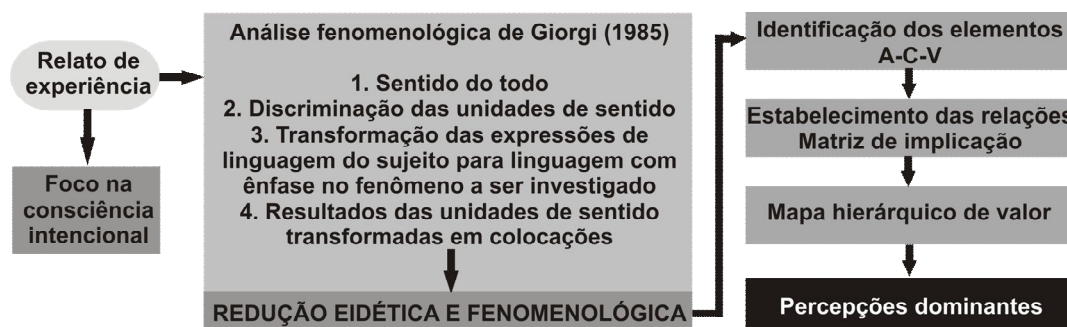 Relato de
experiência
Foco na
consciência
intencional
Análise fenomenológica de Giorgi (1985)
1. Sentido do todo
2. Discriminação das unidades de sentido
3. Transformação das expressões de
linguagem do sujeito para linguagem com
ênfase no fenômeno a ser investigado
4. Resultados das unidades de sentido
transformadas em colocações
REDUÇÃO EIDÉTICA E FENOMENOLÓGICA
Identificação dos elementos
A-C-V
Estabelecimento das relações
Matriz de implicação
Mapa hierárquico de valor
Percepções dominantes